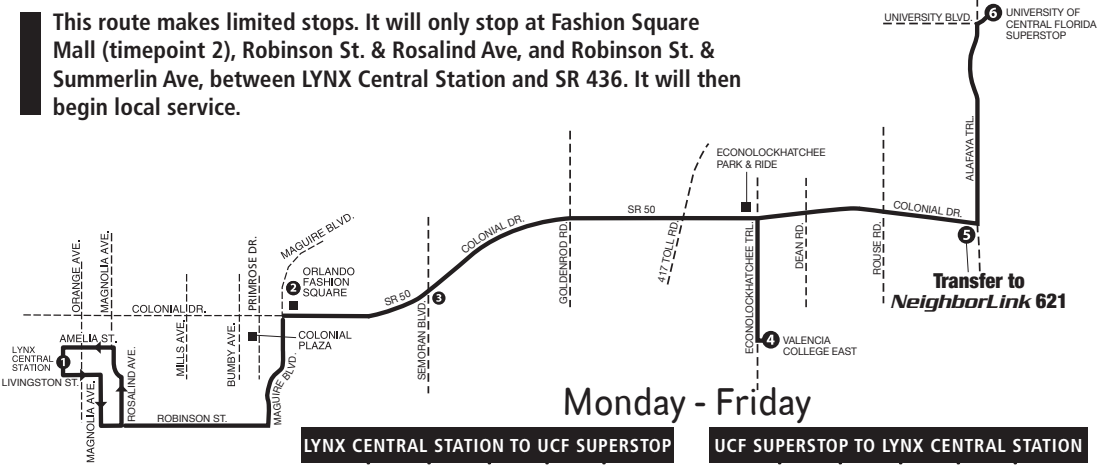 This route makes limited stops. It will only stop at Fashion Square
Mall (timepoint 2), Robinson St. & Rosalind Ave, and Robinson St. &
Summerlin Ave, between LYNX Central Station and SR 436. It will then
begin local service.
UNIVERSITY BLVD.
6 UNIVERSITY OF
CENTRAL FLORIDA
SUPERSTOP
ALAFAYA TRL.
ECONOLOCKHATCHEE
PARK & RIDE
SR 50
COLONIAL DR.
COLONIAL DR.
GOLDENROD RD.
417 TOLL RD.
ECONOLOCKHATCHEE TRL.
DEAN RD.
ROUSE RD.
5
Transfer to
NeighborLink 621
MAGUIRE BLVD.
ORANGE AVE.
MAGNOLIA AVE.
PRIMROSE DR.
2 ORLANDO
FASHION
SQUARE
SR 50
3
COLONIAL DR.
SEMORAN BLVD.
MILLS AVE.
BUMBY AVE.
COLONIAL
PLAZA
AMELIA ST.
LYNX
CENTRAL
STATION
1
LIVINGSTON ST.
ROSALIND AVE.
MAGNOLIA AVE.
MAGUIRE BLVD.
ROBINSON ST.
4 VALENCIA
COLLEGE EAST
Monday - Friday
LYNX CENTRAL STATION TO UCF SUPERSTOP
UCF SUPERSTOP TO LYNX CENTRAL STATION